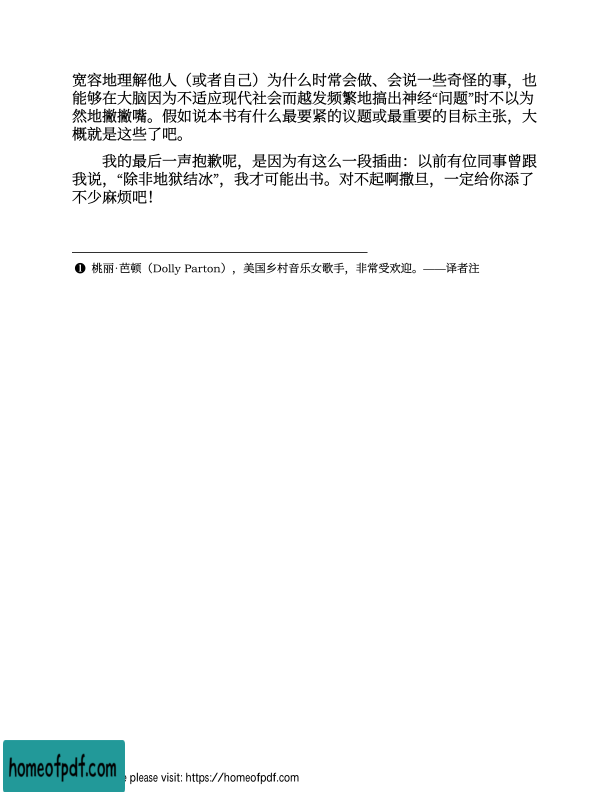 宽容地理解他人（或者自己）为什么时常会做、会说一些奇怪的事，也
能够在大脑因为不适应现代社会而越发频繁地搞出神经“问题”时不以为
然地撇撇嘴。假如说本书有什么最要紧的议题或最重要的目标主张，大
概就是这些了吧。
我的最后一声抱歉呢，是因为有这么一段插曲：以前有位同事曾跟
我说，“除非地狱结冰”，我才可能出书。对不起啊撒旦，一定给你添了
不少麻烦吧！
❶ 桃丽·芭顿（Dolly Parton），美国乡村音乐女歌手，非常受欢迎。——译者注
homeofpdf.com
e please visit: https://homeofpdf.com